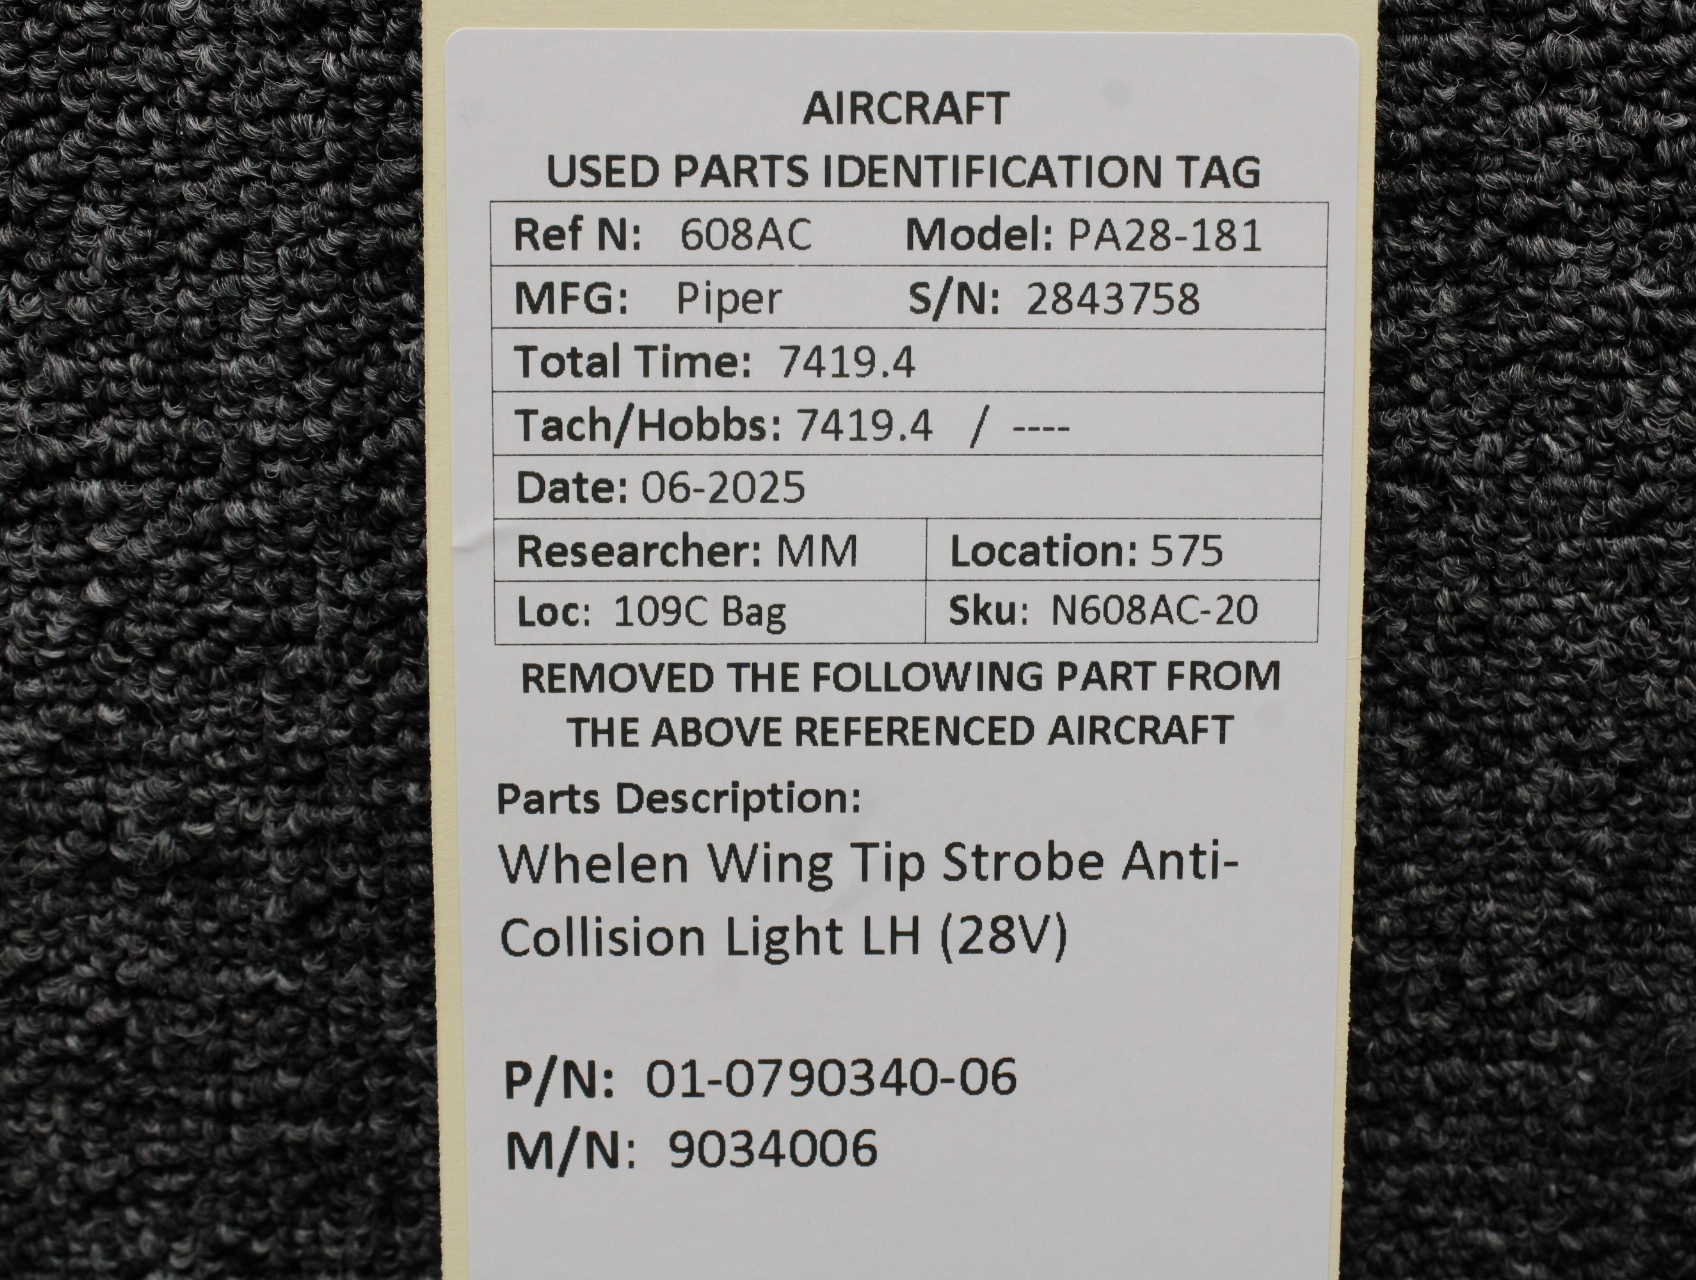 AIRCRAFT
USED PARTS IDENTIFICATION TAG
Ref N: 608AC Model: PA28-181
MFG: Piper S/N: 2843758
Total Time: 7419.4
Tach/Hobbs: 7419.4 / ----
Date: 06-2025
Researcher: MM Location: 575
Loc: 109C Bag Sku: N608AC-20
REMOVED THE FOLLOWING PART FROM
THE ABOVE REFERENCED AIRCRAFT
Parts Description:
Whelen Wing Tip Strobe Anti-
Collision Light LH (28V)
P/N: 01-0790340-06
M/N: 9034006